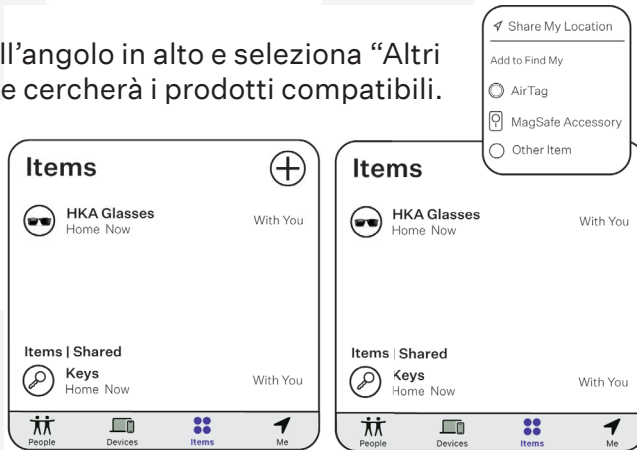 ll’angolo in alto e seleziona “Altri
e cercherà i prodotti compatibili.
Share My Location
Add to Find My
AirTag
MagSafe Accessory
Other Item
Items
HKA Glasses
Home Now
With You
Items | Shared
Keys
Home Now
With You
People
Devices
Items
Me
Items
HKA Glasses
Home Now
With You
Items | Shared
Keys
Home Now
With You
People
Devices
Items
Me